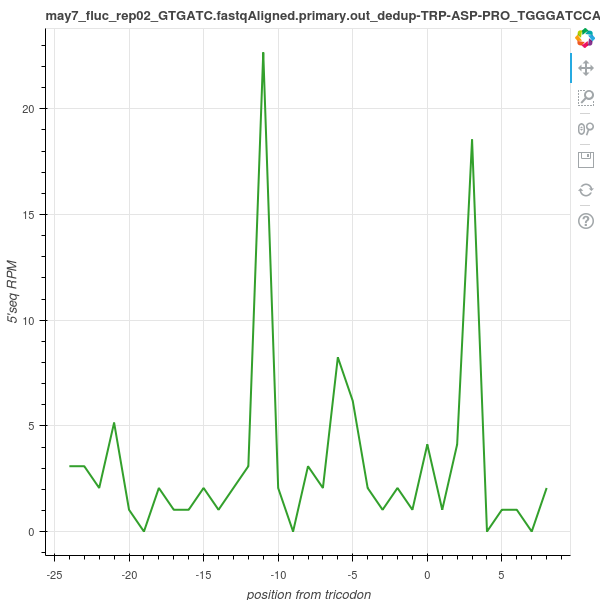 may7_fluc_rep02_GTGATC.fastqAligned.primary.out_dedup-TRP-ASP-PRO_TGGGATCCA
20
15
10
5
0
5'seq RPM
-25 -20 -15 -10 -5 0 5
position from tricodon